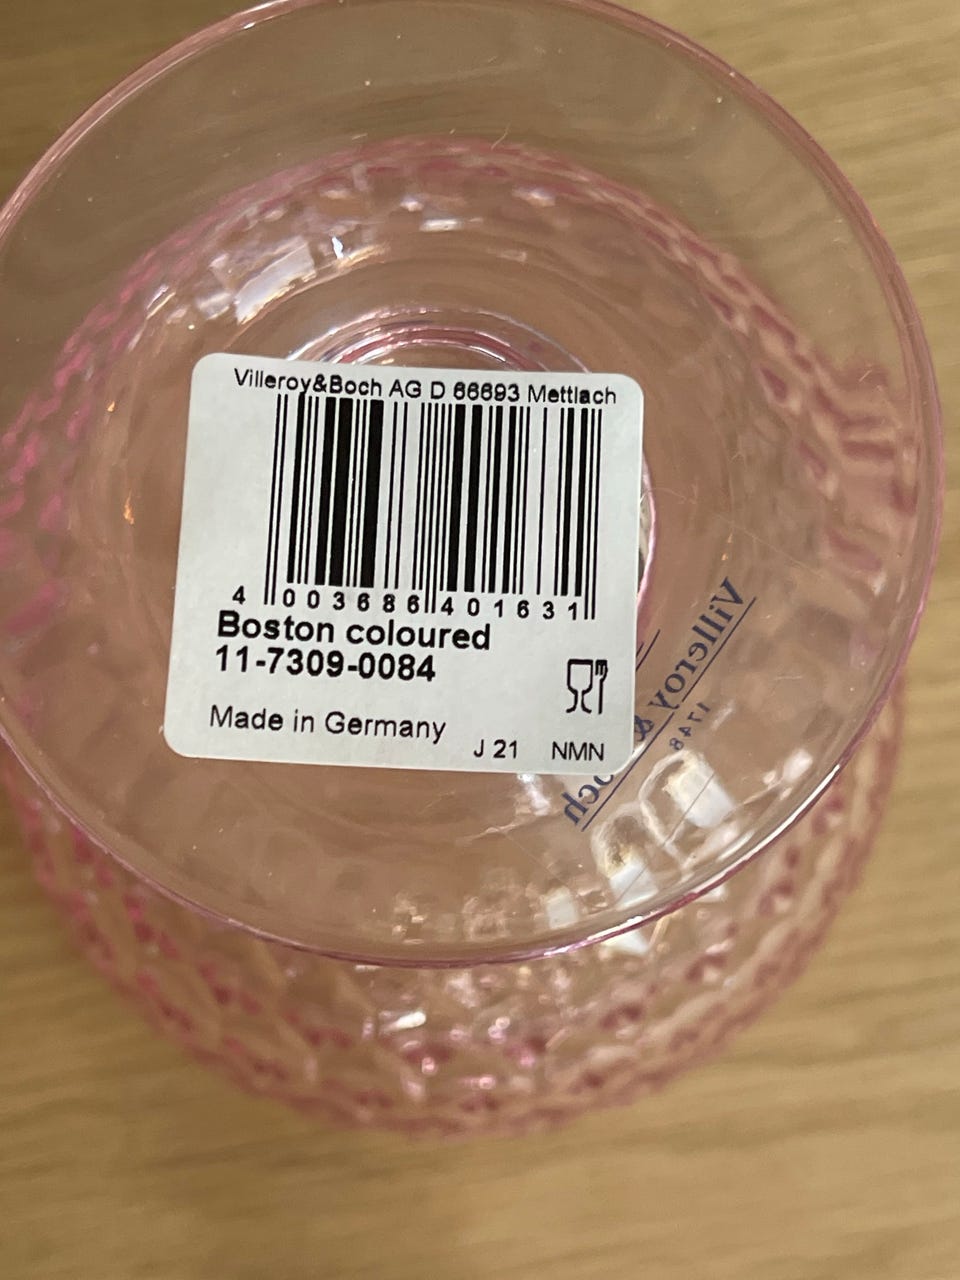 Villeroy&Boch AG D 66693 Mettlach
4 003686 401631
Boston coloured
11-7309-0084
Made in Germany
J 21 NMN
Villeroy & och
1748